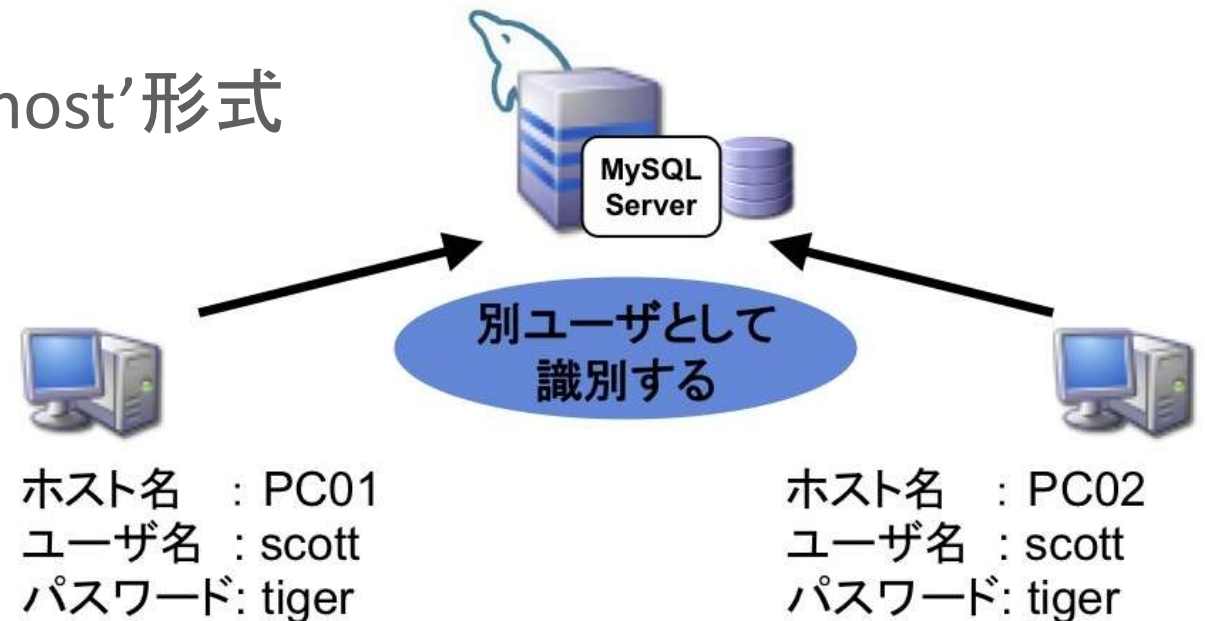 host’形式
MySQL
Server
別ユーザとして
識別する
ホスト名 : PC01
ユーザ名 : scott
パスワード: tiger
ホスト名 : PC02
ユーザ名 : scott
パスワード: tiger